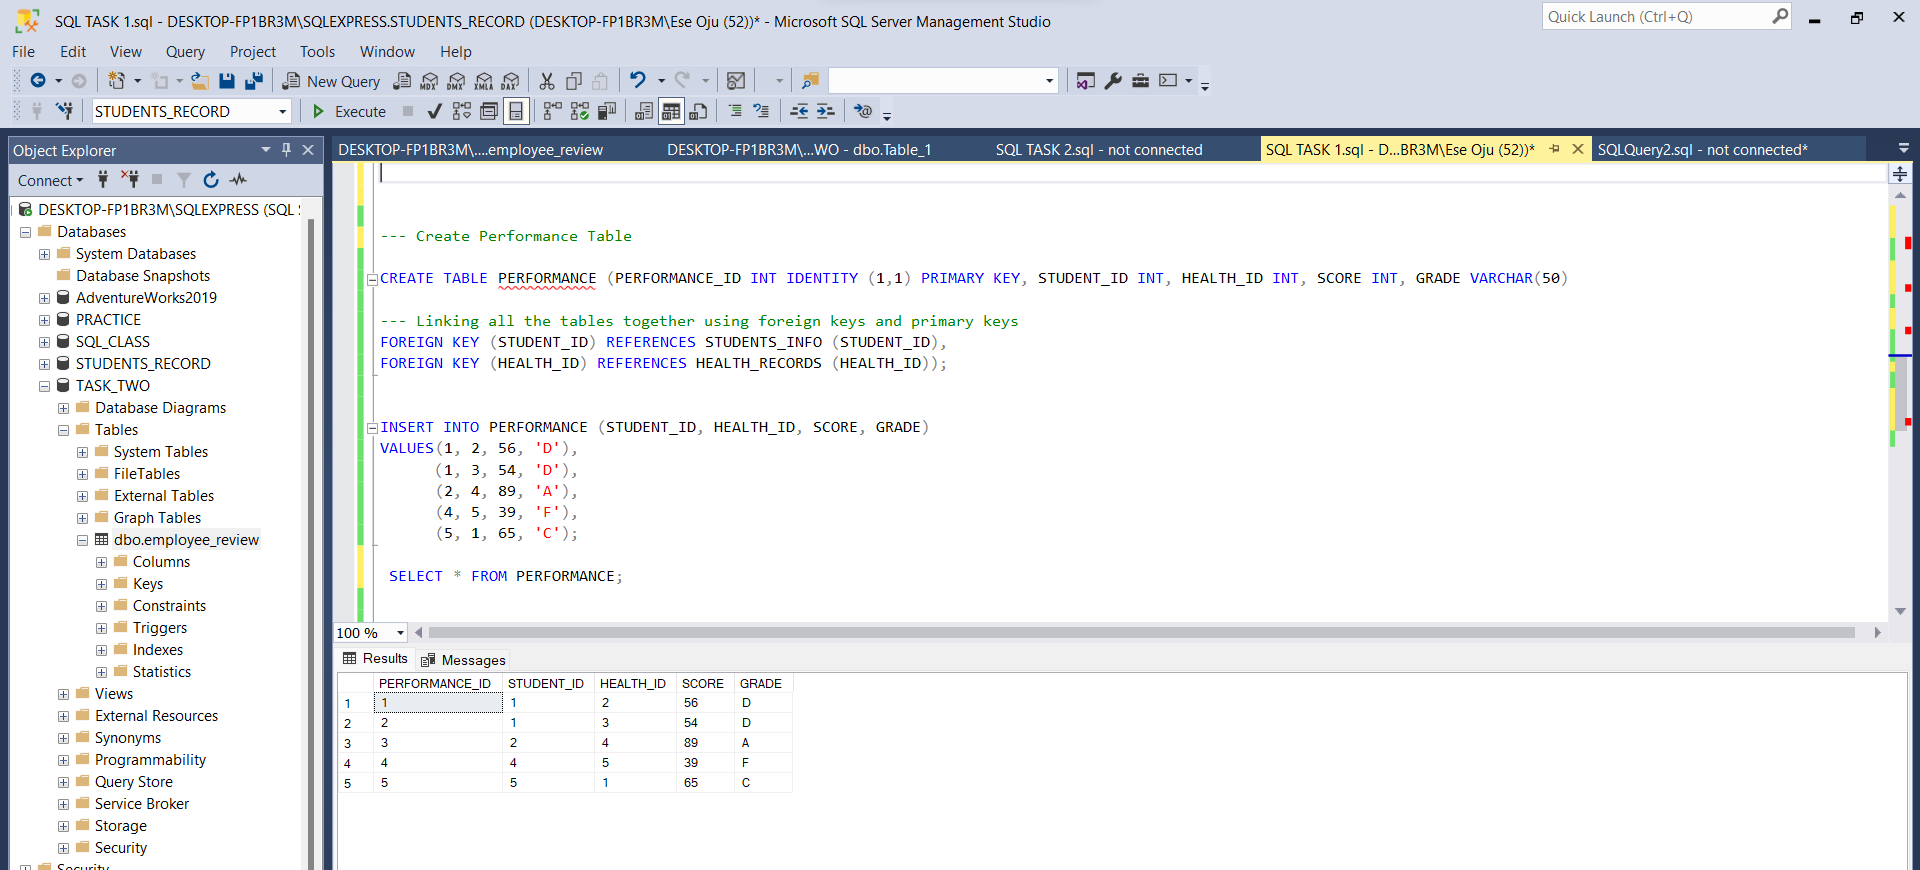 SQL TASK 1.sql - DESKTOP-FP1BR3M\SQLEXPRESS.STUDENTS_RECORD (DESKTOP-FP1BR3M\Ese Oju (52))* - Microsoft SQL Server Management Studio
Quick Launch (Ctrl+Q)
File Edit View Query Project Tools Window Help
New Query MDX DMX XMLA DAX
STUDENTS_RECORD Execute
Object Explorer
Connect
DESKTOP-FP1BR3M\SQLEXPRESS (SQL
Databases
System Databases
Database Snapshots
AdventureWorks2019
PRACTICE
SQL_CLASS
STUDENTS_RECORD
TASK_TWO
Database Diagrams
Tables
System Tables
FileTables
External Tables
Graph Tables
dbo.employee_review
Columns
Keys
Constraints
Triggers
Indexes
Statistics
Views
External Resources
Synonyms
Programmability
Query Store
Service Broker
Storage
Security
Security
DESKTOP-FP1BR3M\....employee_review DESKTOP-FP1BR3M\...WO - dbo.Table_1 SQL TASK 2.sql - not connected SQL TASK 1.sql - D...BR3M\Ese Oju (52))* SQLQuery2.sql - not connected*
--- Create Performance Table
CREATE TABLE PERFORMANCE (PERFORMANCE_ID INT IDENTITY (1,1) PRIMARY KEY, STUDENT_ID INT, HEALTH_ID INT, SCORE INT, GRADE VARCHAR(50)
--- Linking all the tables together using foreign keys and primary keys
FOREIGN KEY (STUDENT_ID) REFERENCES STUDENTS_INFO (STUDENT_ID),
FOREIGN KEY (HEALTH_ID) REFERENCES HEALTH_RECORDS (HEALTH_ID));
INSERT INTO PERFORMANCE (STUDENT_ID, HEALTH_ID, SCORE, GRADE)
VALUES(1, 2, 56, 'D'),
(1, 3, 54, 'D'),
(2, 4, 89, 'A'),
(4, 5, 39, 'F'),
(5, 1, 65, 'C');
SELECT * FROM PERFORMANCE;
100 %
Results Messages
PERFORMANCE_ID STUDENT_ID HEALTH_ID SCORE GRADE
1 1 1 2 56 D
2 2 1 3 54 D
3 3 2 4 89 A
4 4 4 5 39 F
5 5 5 1 65 C